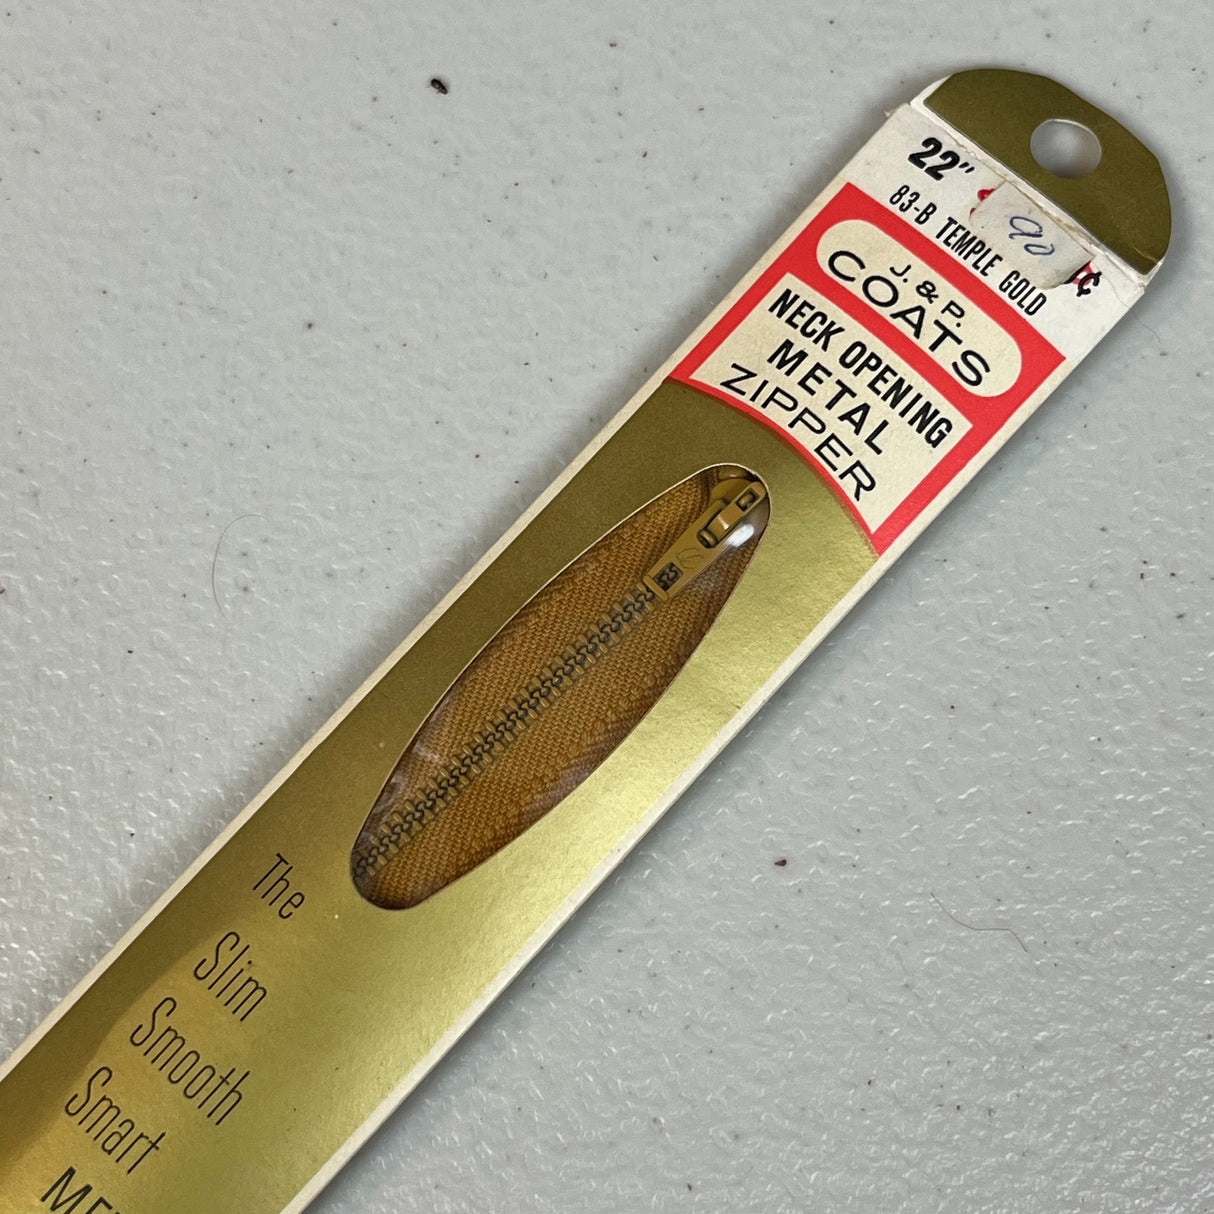 22"
90 ¢
83-B TEMPLE GOLD
J. & P.
COATS
NECK OPENING
METAL
ZIPPER
The
Slim
Smooth
Smart